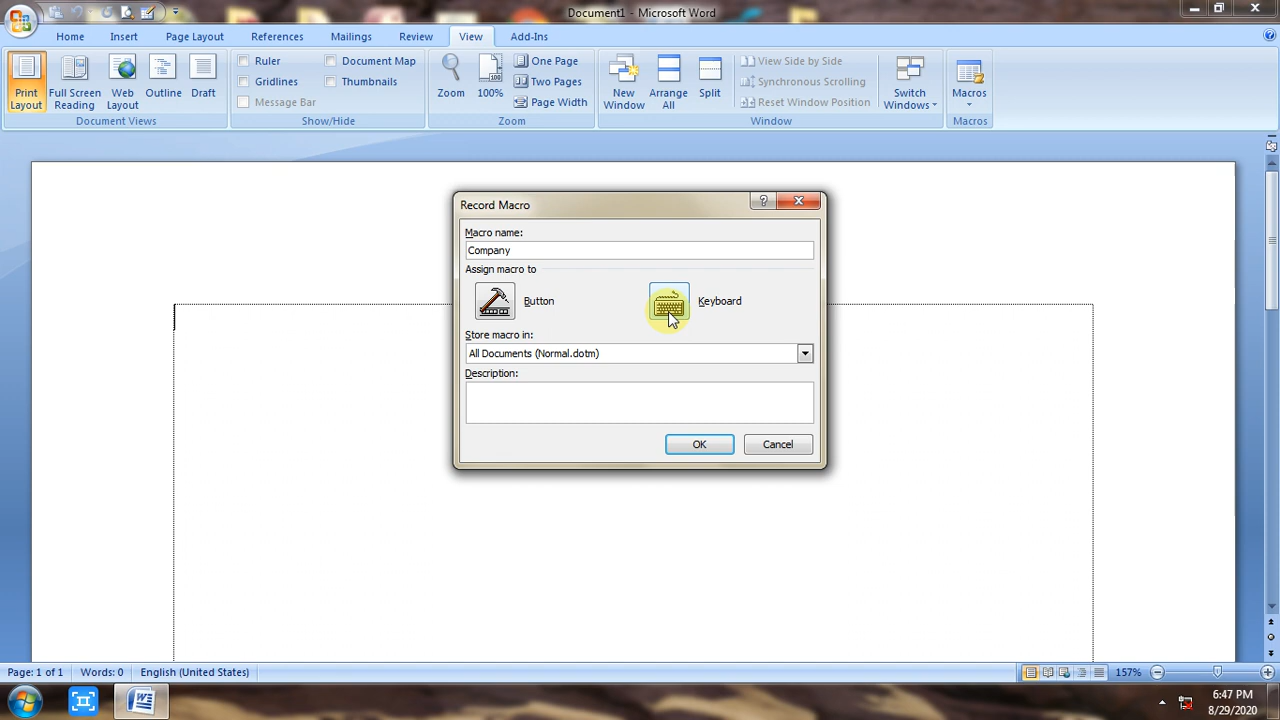 Document1 - Microsoft Word
Home Insert Page Layout References Mailings Review View Add-Ins
Print Layout
Full Screen Reading
Web Layout
Outline
Draft
Document Views
Ruler
Gridlines
Message Bar
Document Map
Thumbnails
Show/Hide
Zoom
100
100%
One Page
Two Pages
Page Width
Zoom
New Window
Arrange All
Split
View Side by Side
Synchronous Scrolling
Reset Window Position
Window
Switch Windows
Macros
Macros
Record Macro
Macro name:
Company
Assign macro to
Button
Keyboard
Store macro in:
All Documents (Normal.dotm)
Description:
OK Cancel
Page: 1 of 1 Words: 0 English (United States) 157%
6:47 PM
8/29/2020